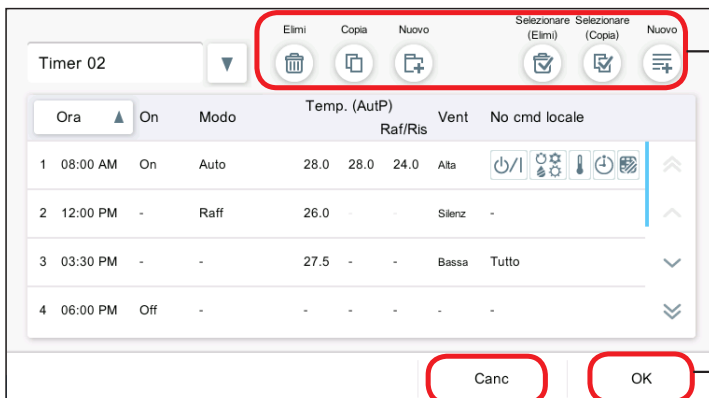 Elimi Copia Nuovo Selezionare (Elimi) Selezionare (Copia) Nuovo
Timer 02
Ora On Modo Temp. (AutP) Raf/Ris Vent No cmd locale
1 08:00 AM On Auto 28.0 28.0 24.0 Alta
2 12:00 PM - Raff 26.0 - - Silenz -
3 03:30 PM - - 27.5 - - Bassa Tutto
4 06:00 PM Off - - - - - -
Canc OK